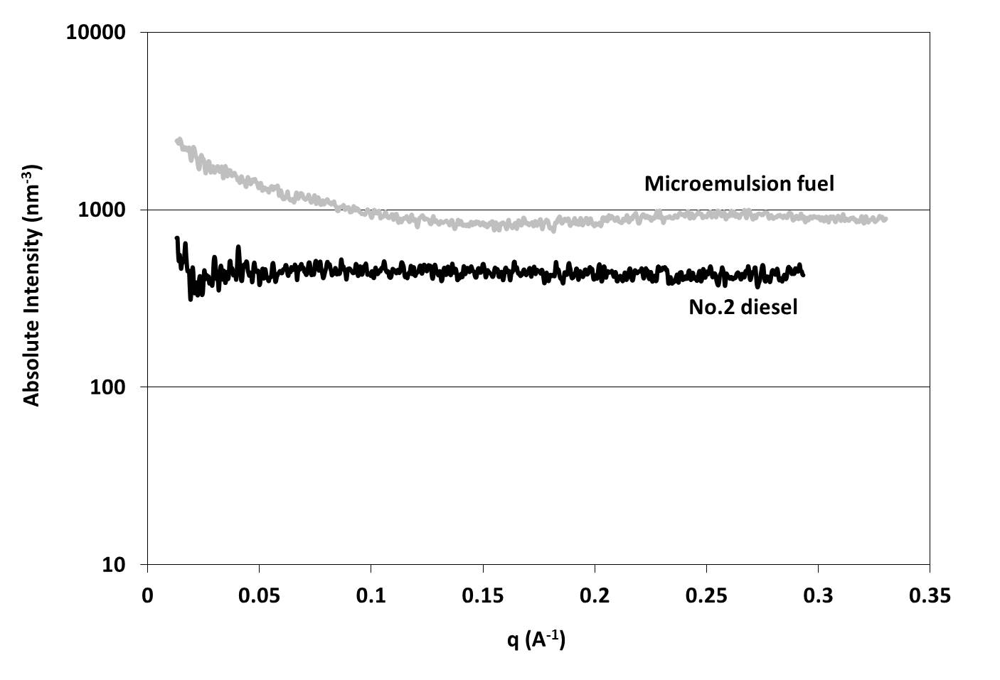 10000
1000
100
10
Absolute Intensity (nm⁻³)
Microemulsion fuel
No.2 diesel
0 0.05 0.1 0.15 0.2 0.25 0.3 0.35
q (A⁻¹)